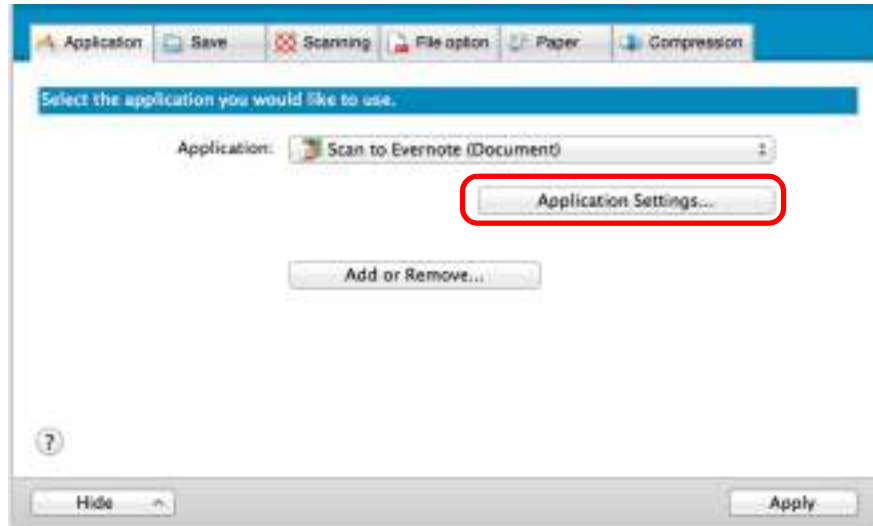 Application Save Scanning File option Paper Compression
Select the application you would like to use.
Application: Scan to Evernote (Document)
Application Settings...
Add or Remove...
?
Hide Apply